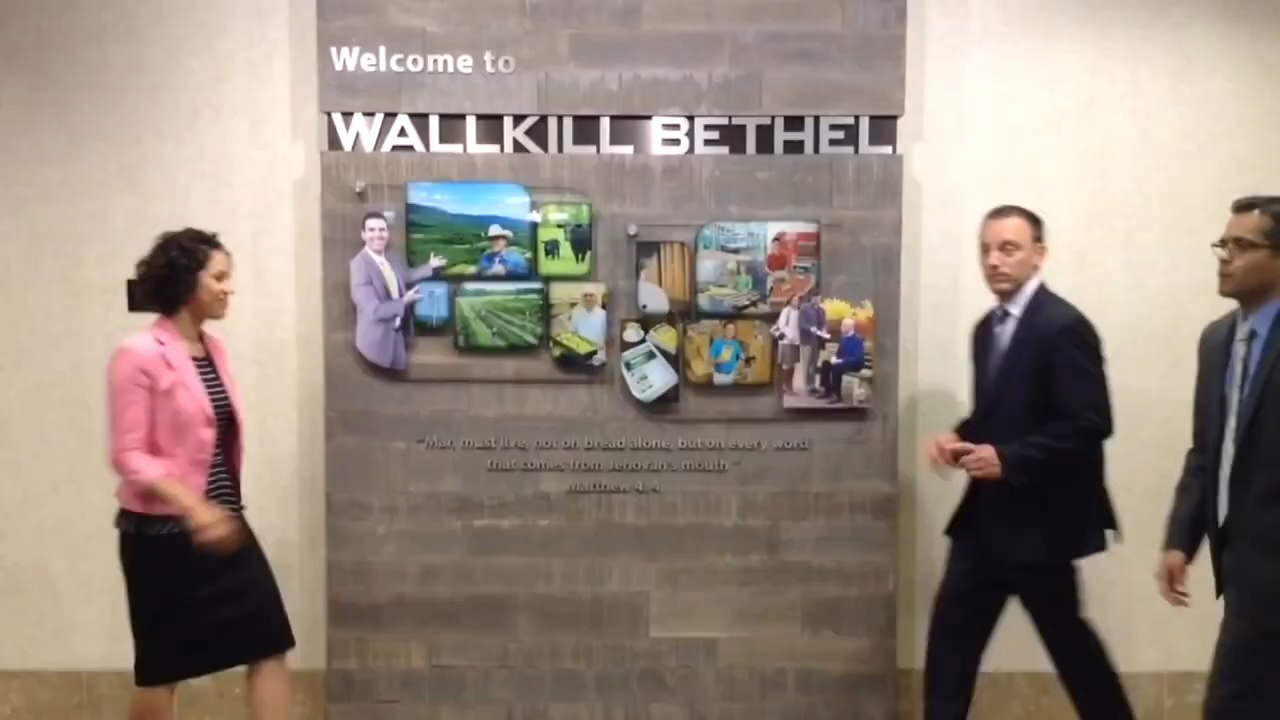 Welcome to
WALLKILL BETHEL
"Man must live, not on bread alone, but on every word
that comes from Jehovah's mouth."
Matthew 4:4